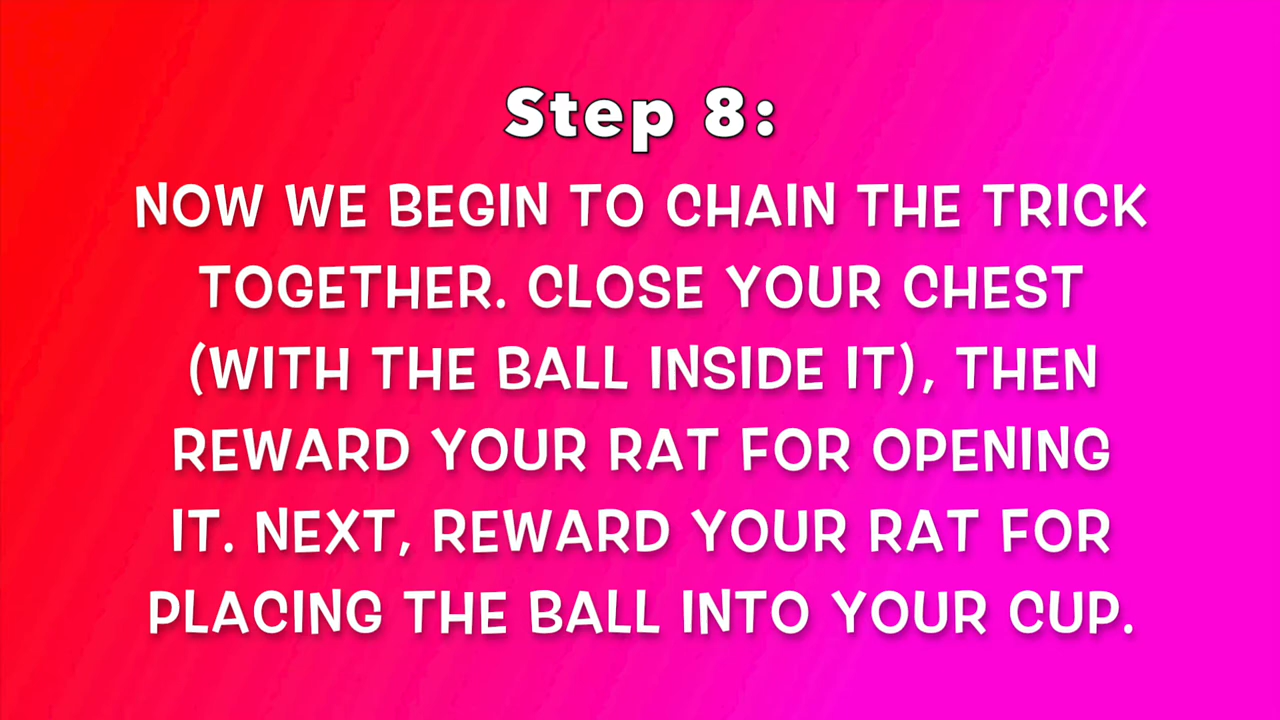 Step 8:
NOW WE BEGIN TO CHAIN THE TRICK
TOGETHER. CLOSE YOUR CHEST
(WITH THE BALL INSIDE IT), THEN
REWARD YOUR RAT FOR OPENING
IT. NEXT, REWARD YOUR RAT FOR
PLACING THE BALL INTO YOUR CUP.